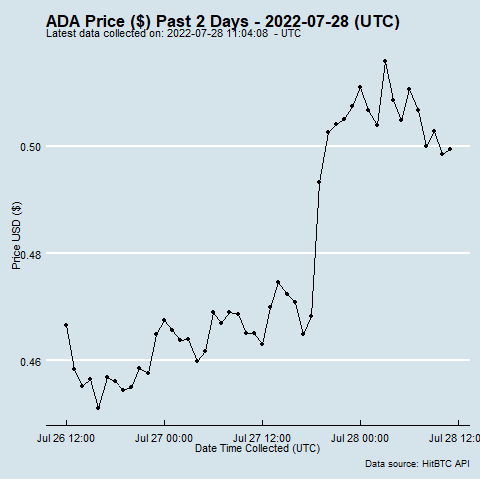 ADA Price ($) Past 2 Days - 2022-07-28 (UTC)
Latest data collected on: 2022-07-28 11:04:08  - UTC
0.50
0.48
0.46
Price USD ($)
Jul 26 12:00
Jul 27 00:00
Jul 27 12:00
Jul 28 00:00
Jul 28 12:00
Date Time Collected (UTC)
Data source: HitBTC API